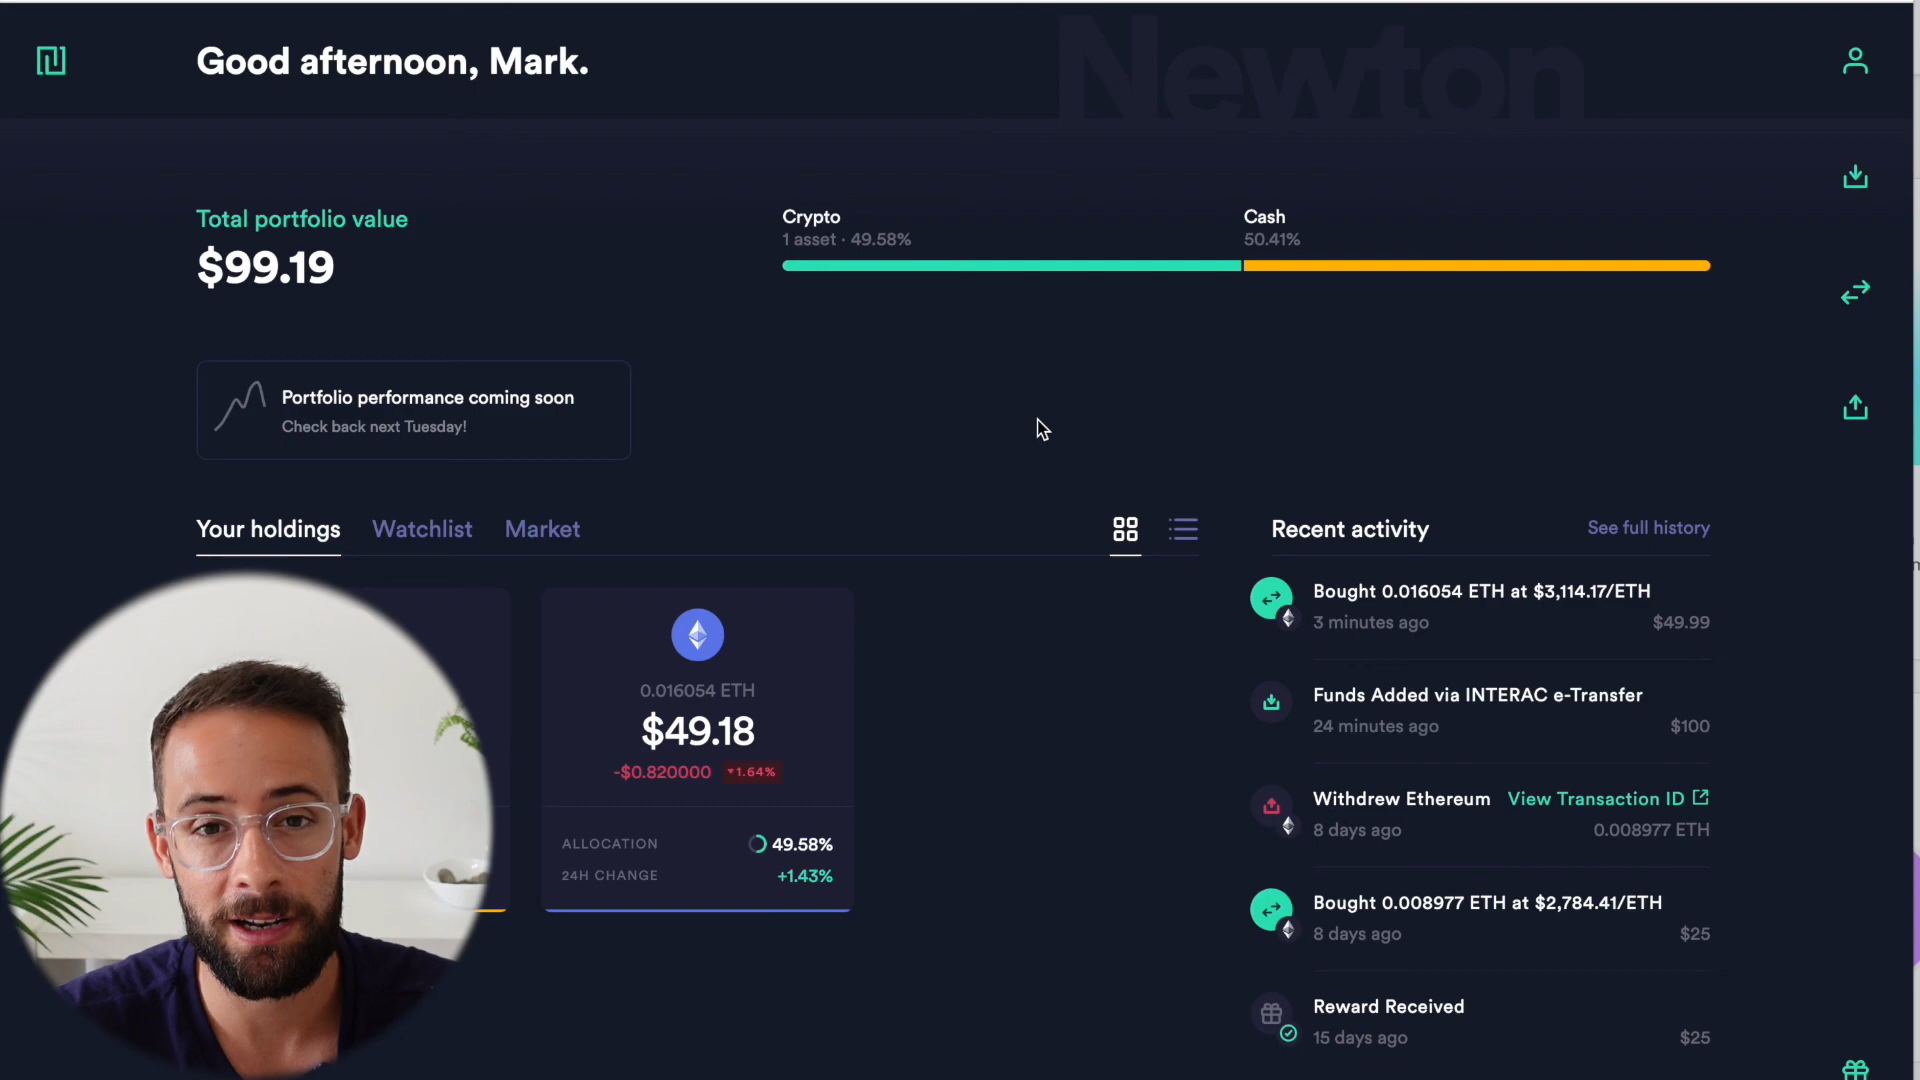 Newton
Good afternoon, Mark.
Total portfolio value
$99.19
Crypto
1 asset · 49.58%
Cash
50.41%
Portfolio performance coming soon
Check back next Tuesday!
Your holdings
Watchlist
Market
0.016054 ETH
$49.18
-$0.820000 ▾1.64%
ALLOCATION 49.58%
24H CHANGE +1.43%
Recent activity
See full history
Bought 0.016054 ETH at $3,114.17/ETH
3 minutes ago $49.99
Funds Added via INTERAC e-Transfer
24 minutes ago $100
Withdrew Ethereum View Transaction ID
8 days ago 0.008977 ETH
Bought 0.008977 ETH at $2,784.41/ETH
8 days ago $25
Reward Received
15 days ago $25